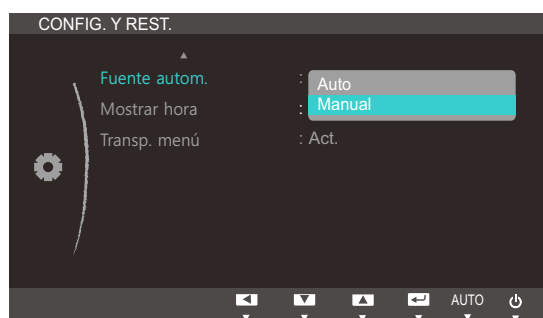 CONFIG. Y REST.
Fuente autom. : Auto
Manual
Mostrar hora :
Transp. menú : Act.
AUTO